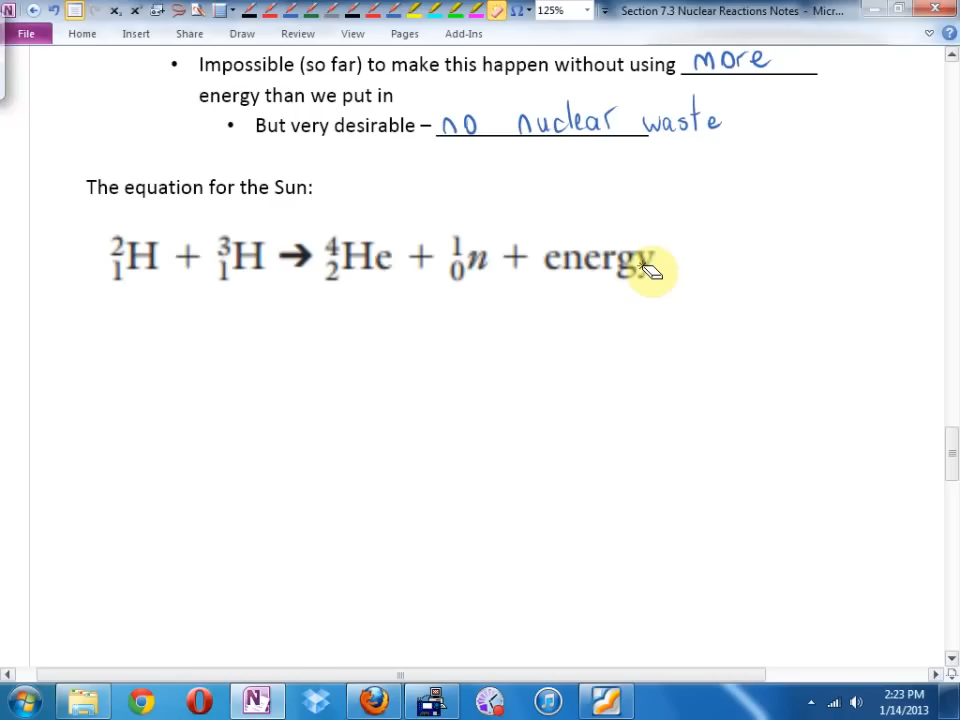 125%
Section 7.3 Nuclear Reactions Notes - Micr...
File Home Insert Share Draw Review Pages View Add-Ins
• Impossible (so far) to make this happen without using more
energy than we put in
• But very desirable – no nuclear waste
The equation for the Sun:
²₁H + ³₁H ➔ ⁴₂He + ¹₀n + energy
2:23 PM
1/14/2013